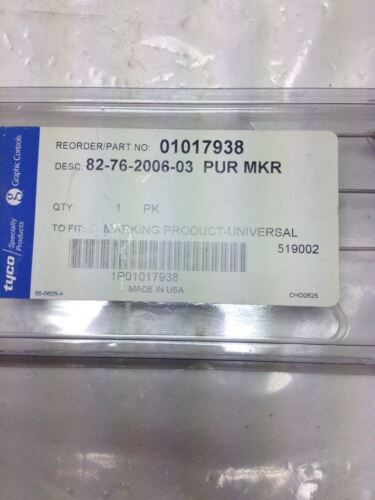 REORDER/PART NO: 01017938
DESC: 82-76-2006-03 PUR MKR
QTY: 1 PK
TO FIT: MARKING PRODUCT-UNIVERSAL
519002
1P01017938
MADE IN USA
95-0625-4
CHO0625
tyco
Specialty
Products
Graphic Controls